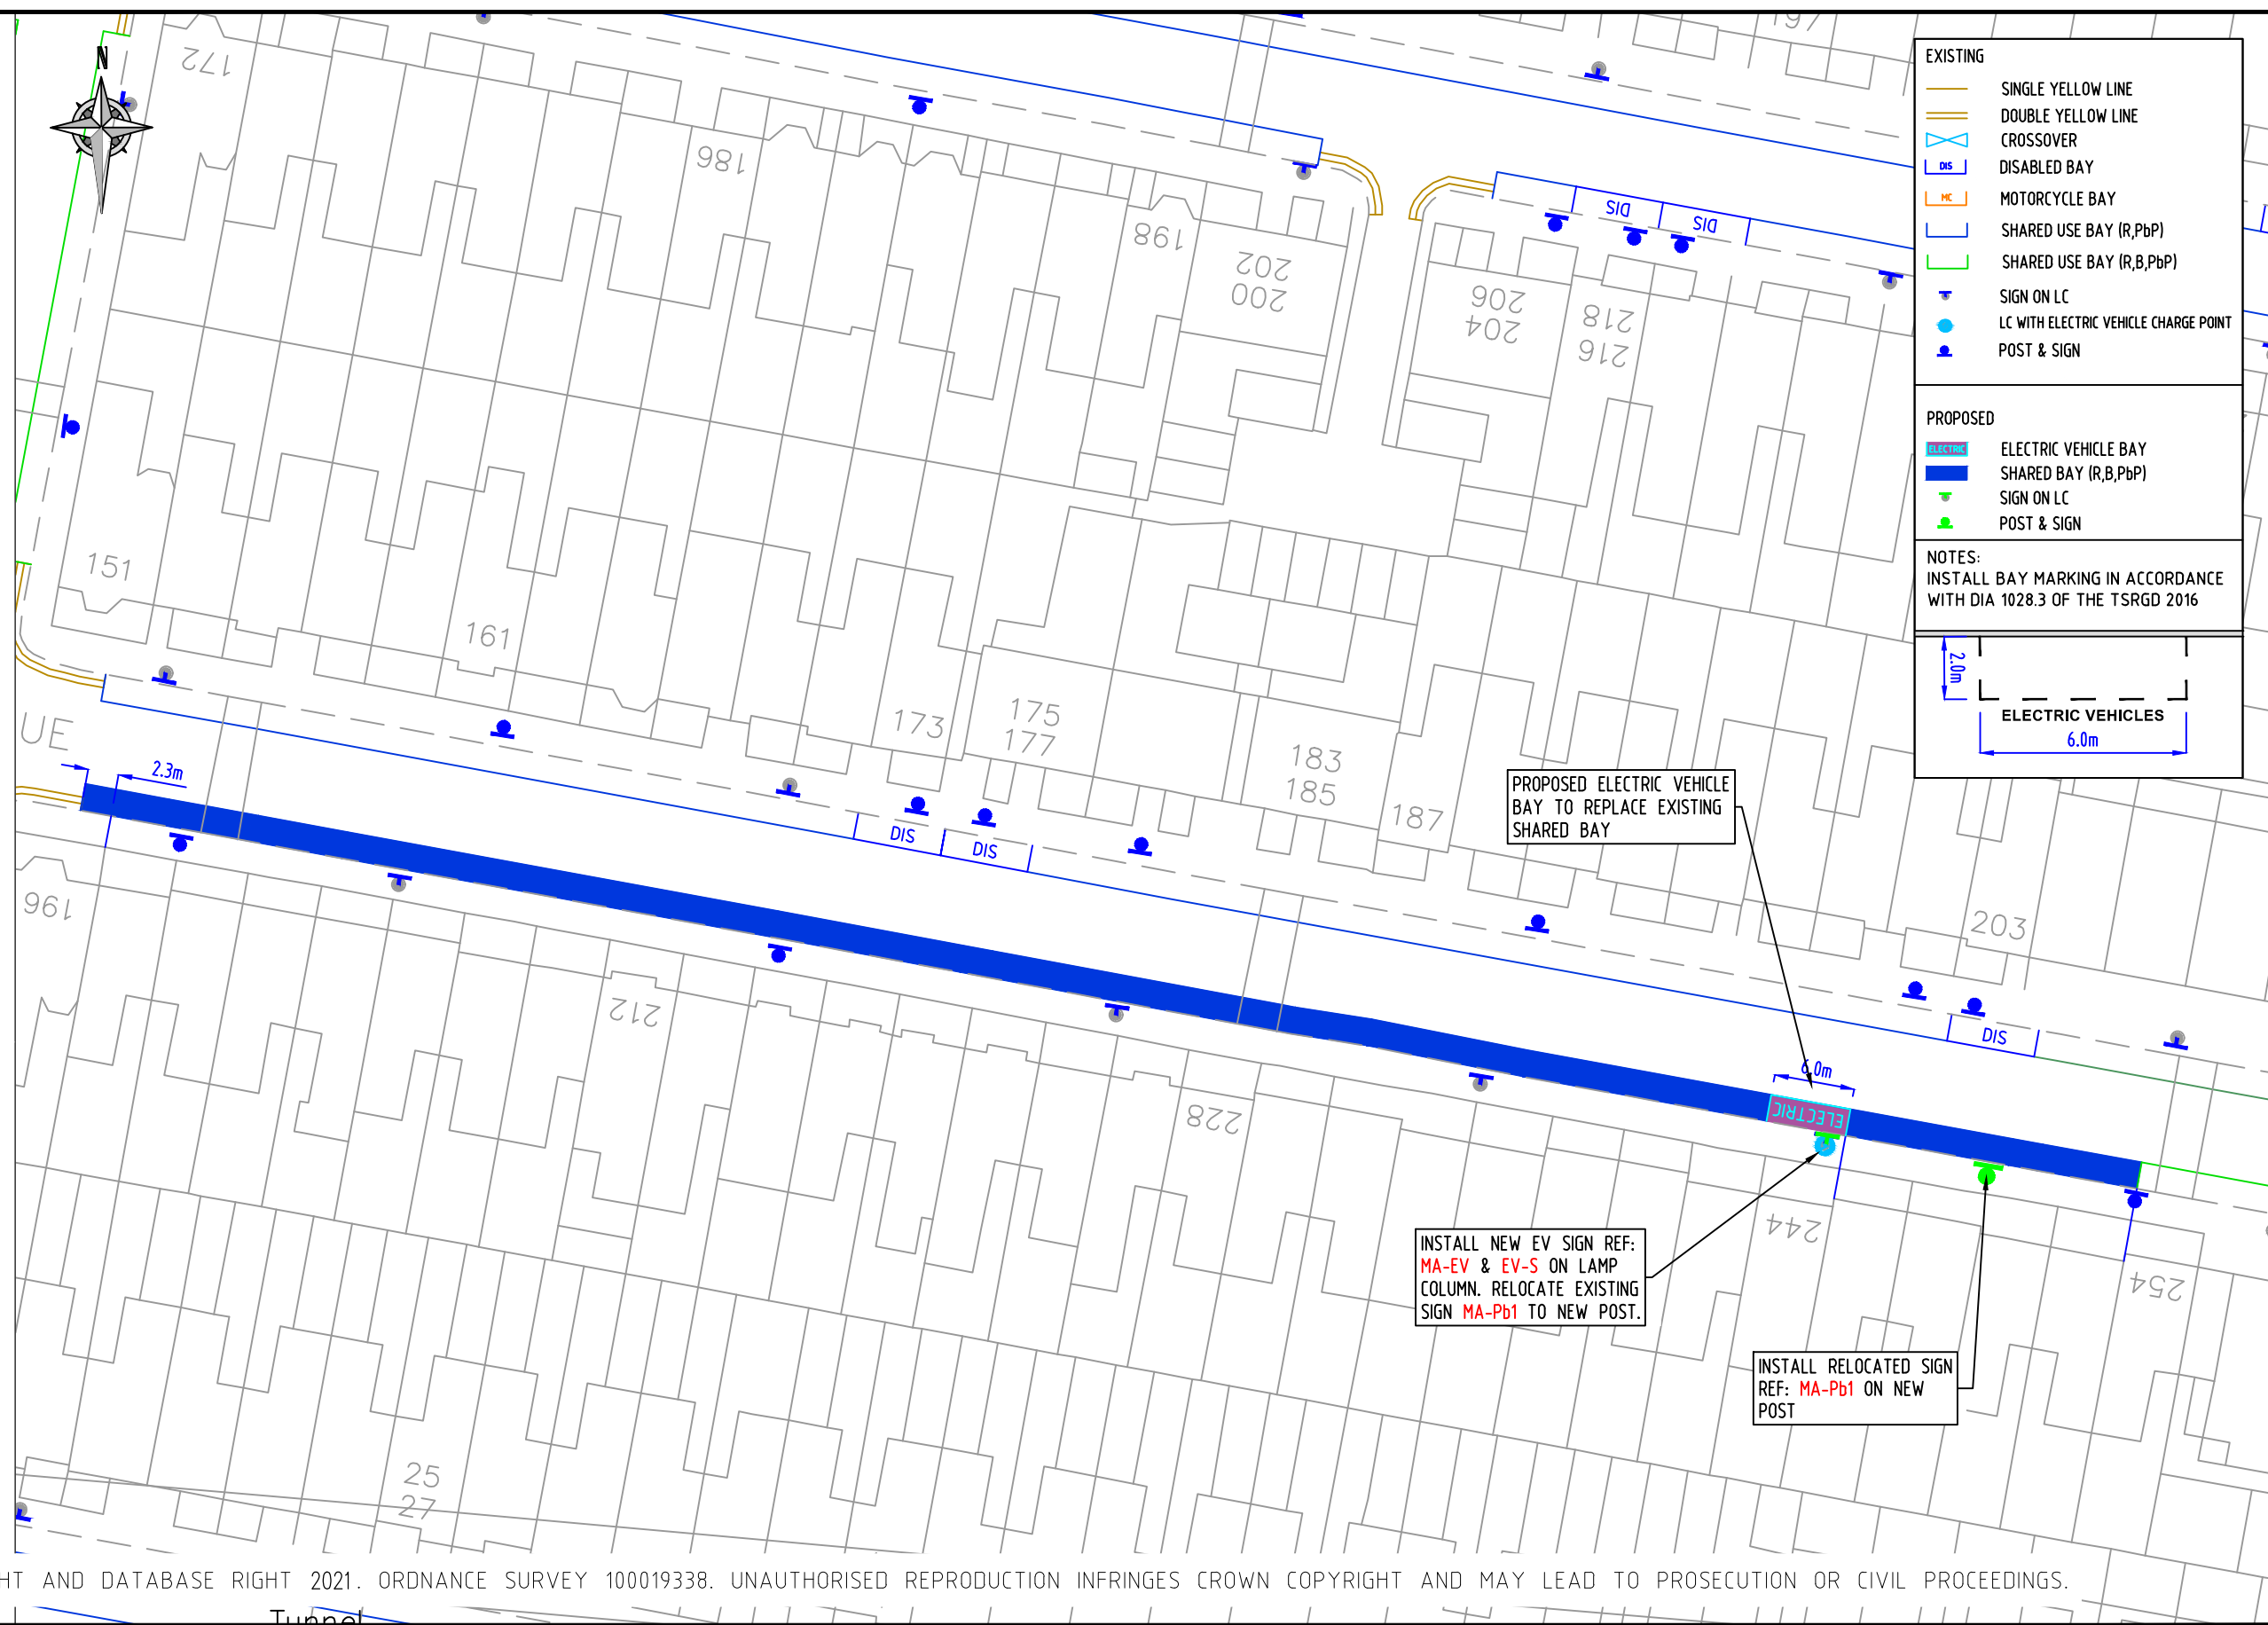 EXISTING
SINGLE YELLOW LINE
DOUBLE YELLOW LINE
CROSSOVER
DIS DISABLED BAY
MC MOTORCYCLE BAY
SHARED USE BAY (R,PbP)
SHARED USE BAY (R,B,PbP)
SIGN ON LC
LC WITH ELECTRIC VEHICLE CHARGE POINT
POST & SIGN
PROPOSED
ELECTRIC ELECTRIC VEHICLE BAY
SHARED BAY (R,B,PbP)
SIGN ON LC
POST & SIGN
NOTES:
INSTALL BAY MARKING IN ACCORDANCE
WITH DIA 1028.3 OF THE TSRGD 2016
2.0m
ELECTRIC VEHICLES
6.0m
N
172
186
198
202
200
206
204
218
216
DIS
DIS
151
161
173
175
177
183
185
187
203
UE
2.3m
DIS
DIS
DIS
196
212
228
244
254
PROPOSED ELECTRIC VEHICLE
BAY TO REPLACE EXISTING
SHARED BAY
6.0m
ELECTRIC
INSTALL NEW EV SIGN REF:
MA-EV & EV-S ON LAMP
COLUMN. RELOCATE EXISTING
SIGN MA-Pb1 TO NEW POST.
INSTALL RELOCATED SIGN
REF: MA-Pb1 ON NEW
POST
25
27
HT AND DATABASE RIGHT 2021. ORDNANCE SURVEY 100019338. UNAUTHORISED REPRODUCTION INFRINGES CROWN COPYRIGHT AND MAY LEAD TO PROSECUTION OR CIVIL PROCEEDINGS.
Tunnel